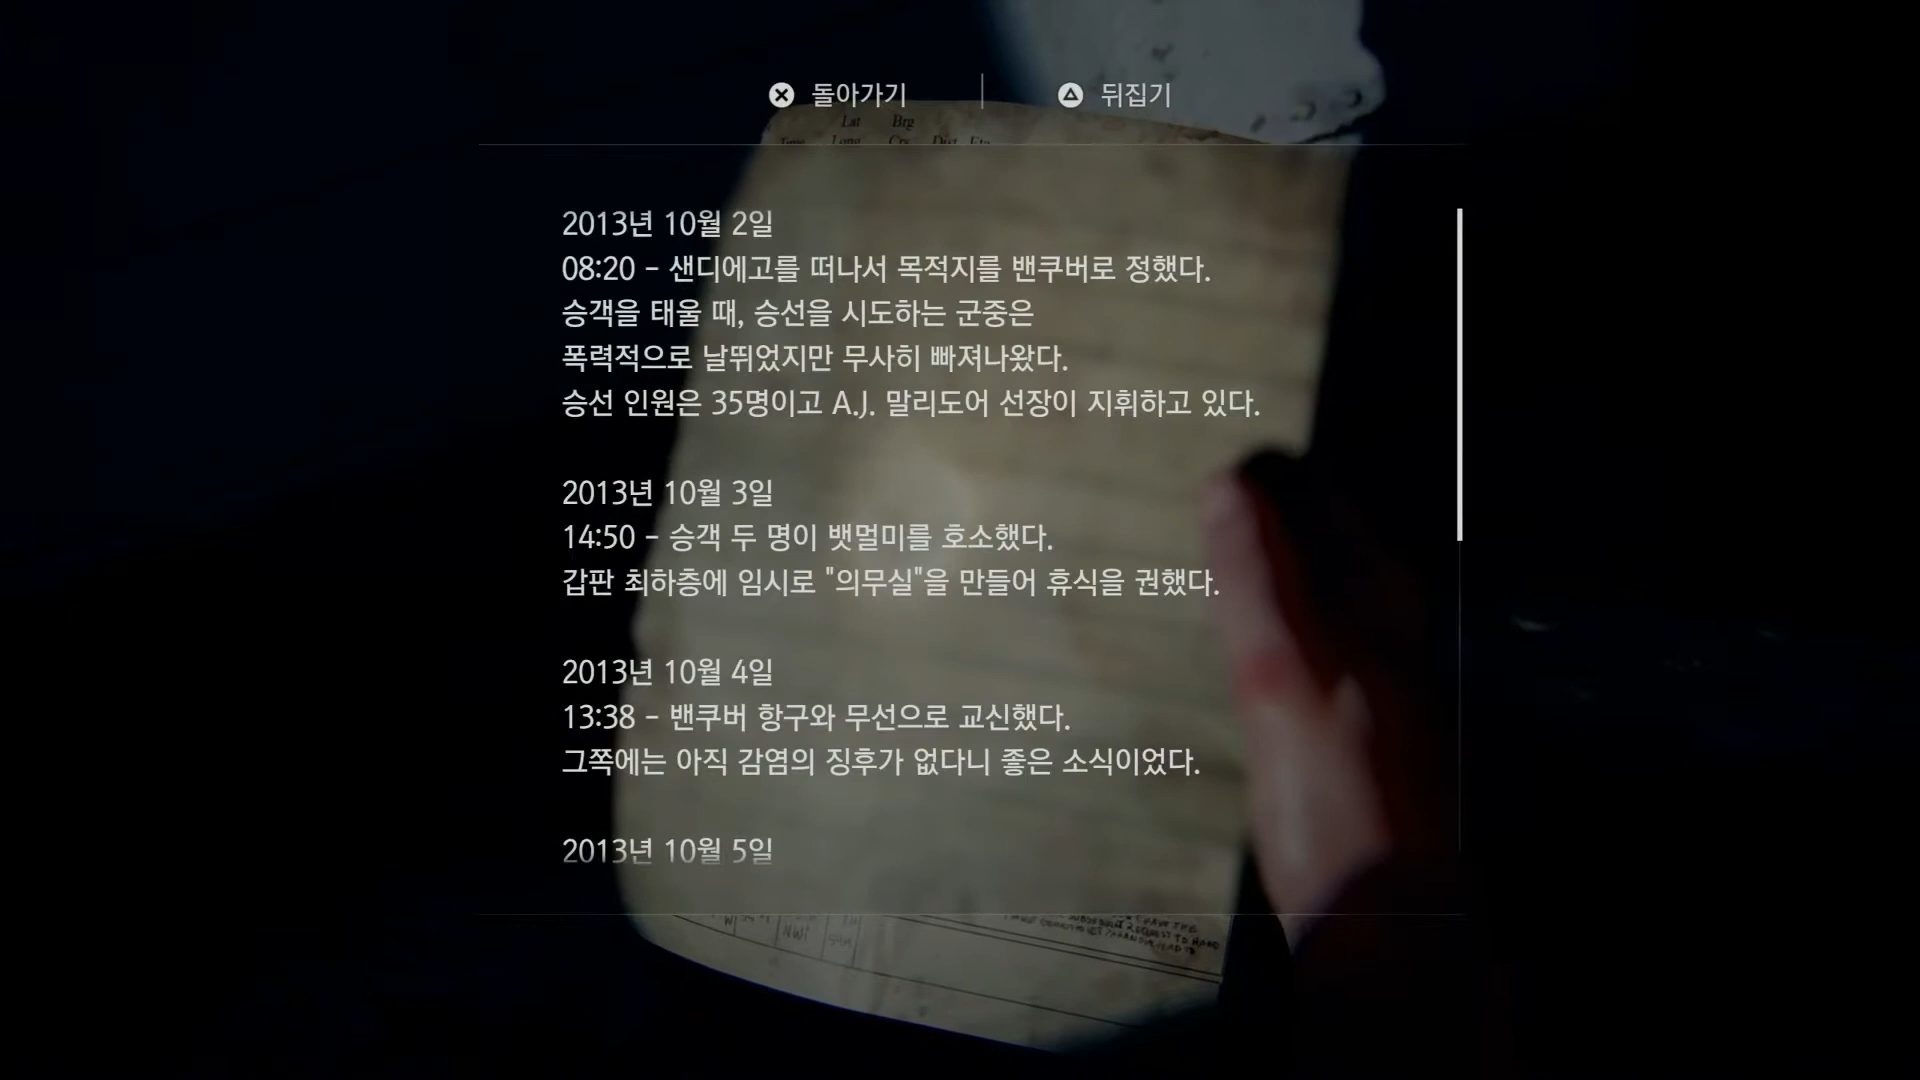 돌아가기 뒤집기
Lat Brg
Time Long Crs Dist Eta
2013년 10월 2일
08:20 - 샌디에고를 떠나서 목적지를 밴쿠버로 정했다.
승객을 태울 때, 승선을 시도하는 군중은
폭력적으로 날뛰었지만 무사히 빠져나왔다.
승선 인원은 35명이고 A.J. 말리도어 선장이 지휘하고 있다.
2013년 10월 3일
14:50 - 승객 두 명이 뱃멀미를 호소했다.
갑판 최하층에 임시로 "의무실"을 만들어 휴식을 권했다.
2013년 10월 4일
13:38 - 밴쿠버 항구와 무선으로 교신했다.
그쪽에는 아직 감염의 징후가 없다니 좋은 소식이었다.
2013년 10월 5일